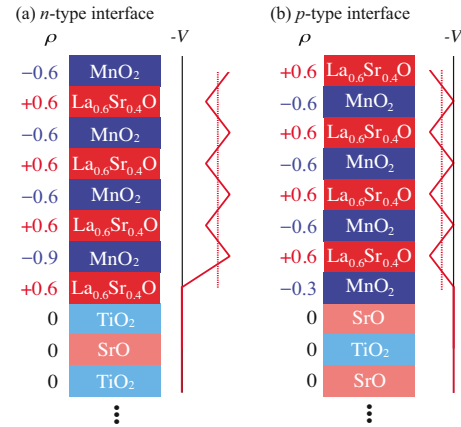 (a) n-type interface
ρ -V
−0.6 MnO₂
+0.6 La₀.₆Sr₀.₄O
−0.6 MnO₂
+0.6 La₀.₆Sr₀.₄O
−0.6 MnO₂
+0.6 La₀.₆Sr₀.₄O
−0.9 MnO₂
+0.6 La₀.₆Sr₀.₄O
0 TiO₂
0 SrO
0 TiO₂
(b) p-type interface
ρ -V
+0.6 La₀.₆Sr₀.₄O
−0.6 MnO₂
+0.6 La₀.₆Sr₀.₄O
−0.6 MnO₂
+0.6 La₀.₆Sr₀.₄O
−0.6 MnO₂
+0.6 La₀.₆Sr₀.₄O
−0.3 MnO₂
0 SrO
0 TiO₂
0 SrO